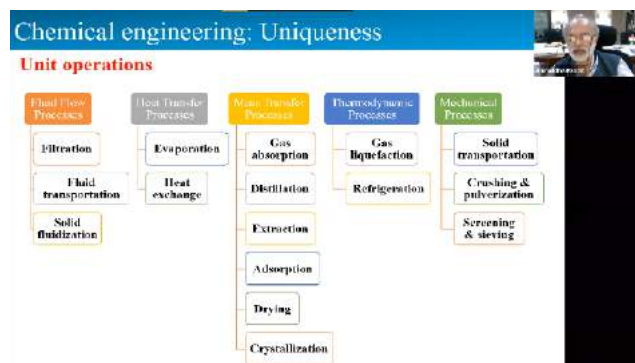 Chemical engineering: Uniqueness
Unit operations
Fluid Flow
Processes
Heat Transfer
Processes
Mass Transfer
Processes
Thermodynamic
Processes
Mechanical
Processes
Filtration
Fluid
transportation
Solid
fluidization
Evaporation
Heat
exchange
Gas
absorption
Distillation
Extraction
Adsorption
Drying
Crystallization
Gas
liquefaction
Refrigeration
Solid
transportation
Crushing &
pulverization
Screening
& sieving